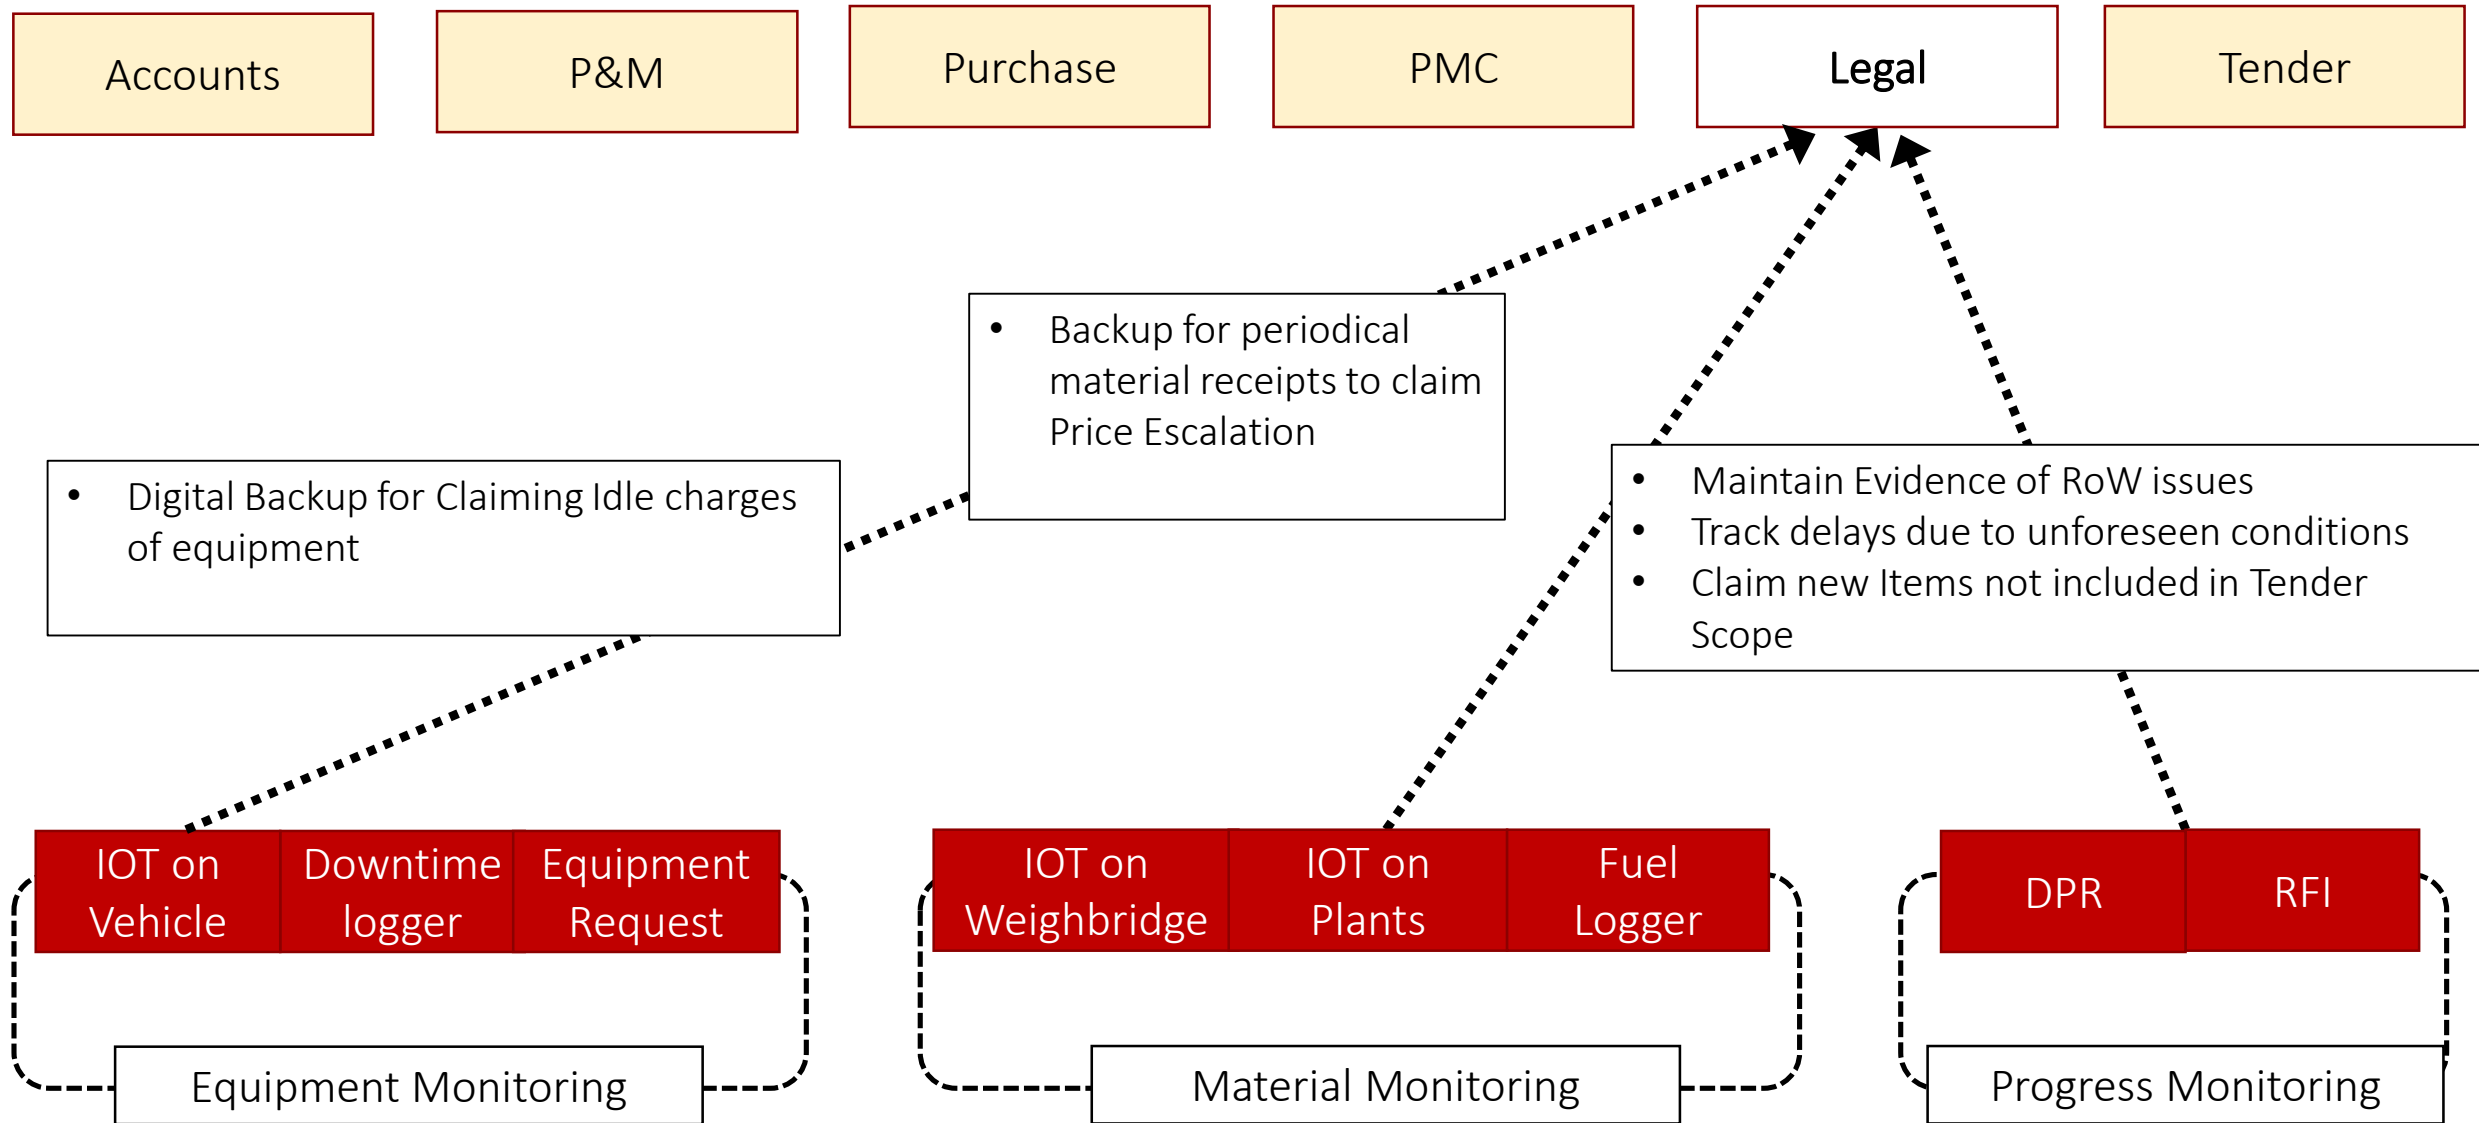 Accounts
P&M
Purchase
PMC
Legal
Tender
• Backup for periodical
material receipts to claim
Price Escalation
• Digital Backup for Claiming Idle charges
of equipment
• Maintain Evidence of RoW issues
• Track delays due to unforeseen conditions
• Claim new Items not included in Tender
Scope
IOT on
Vehicle
Downtime
logger
Equipment
Request
IOT on
Weighbridge
IOT on
Plants
Fuel
Logger
DPR
RFI
Equipment Monitoring
Material Monitoring
Progress Monitoring